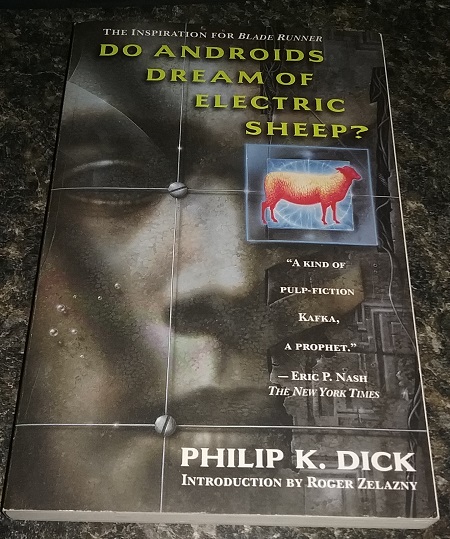 The Inspiration for Blade Runner
Do Androids
Dream of
Electric
Sheep?
"A kind of
pulp-fiction
Kafka,
a prophet."
— Eric P. Nash
The New York Times
Philip K. Dick
Introduction by Roger Zelazny